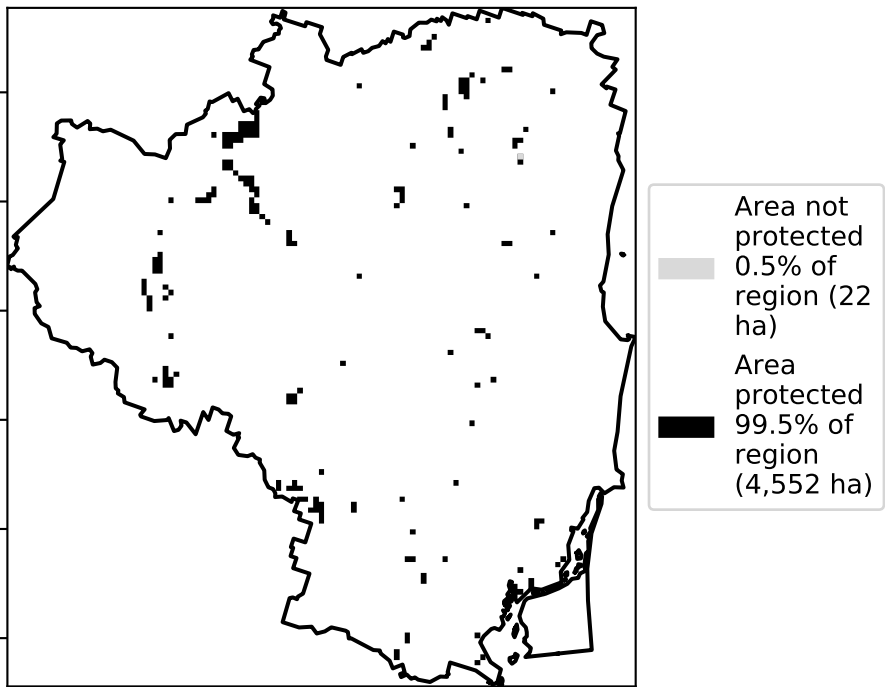 Area not
protected
0.5% of
region (22
ha)
Area
protected
99.5% of
region
(4,552 ha)